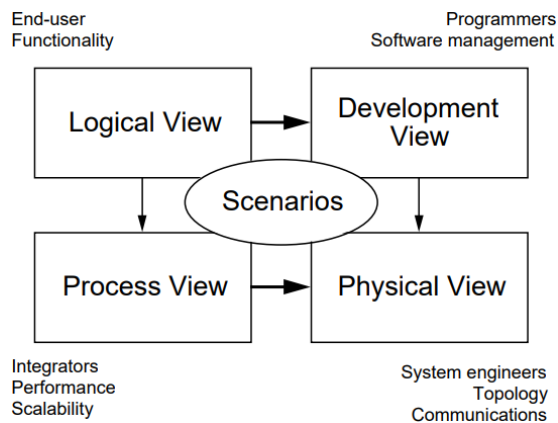 End-user
Functionality
Programmers
Software management
Logical View
Development
View
Scenarios
Process View
Physical View
Integrators
Performance
Scalability
System engineers
Topology
Communications